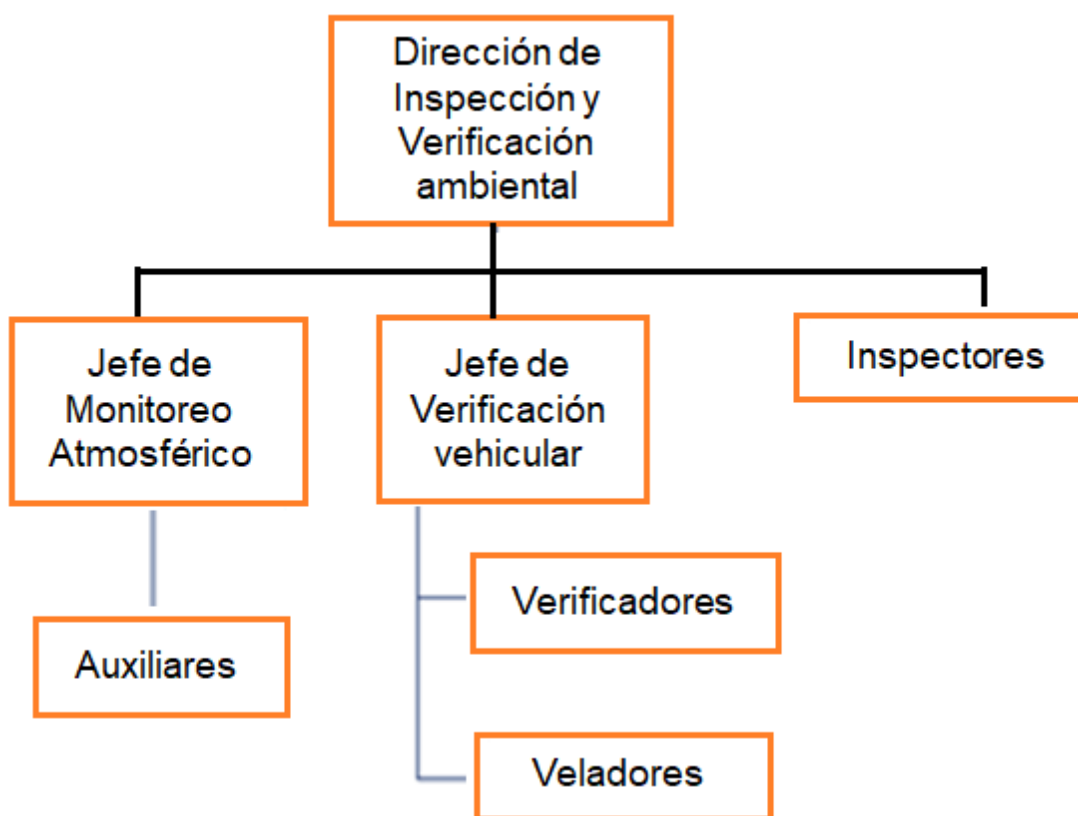 Dirección de
Inspección y
Verificación
ambiental
Jefe de
Monitoreo
Atmosférico
Jefe de
Verificación
vehicular
Inspectores
Auxiliares
Verificadores
Veladores